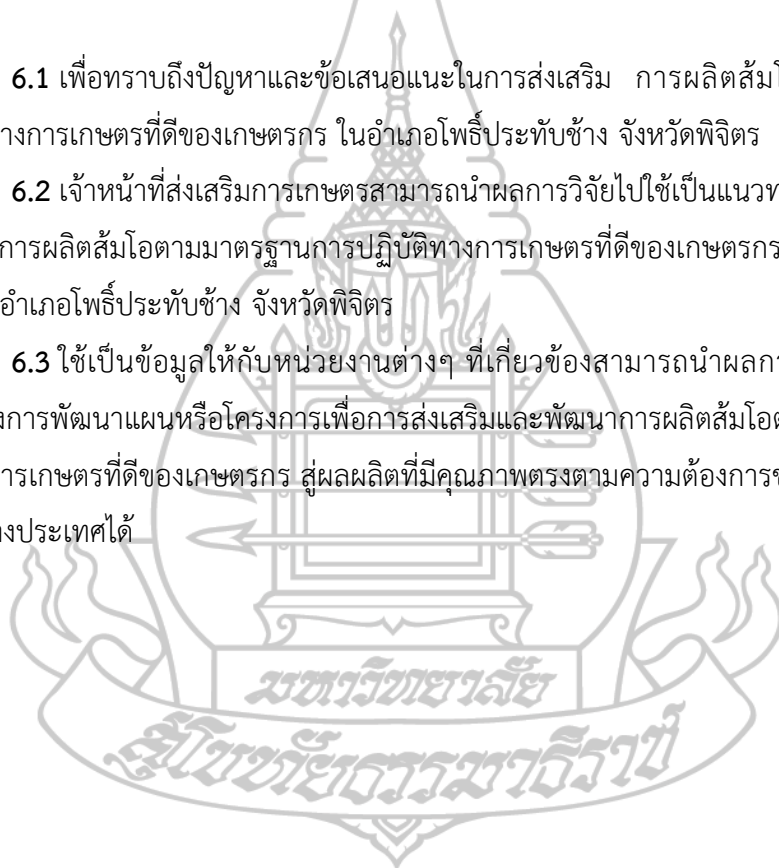 6.1 เพื่อทราบถึงปัญหาและข้อเสนอแนะในการส่งเสริม การผลิตส้มโ
ทางการเกษตรที่ดีของเกษตรกร ในอำเภอโพธิ์ประทับช้าง จังหวัดพิจิตร
6.2 เจ้าหน้าที่ส่งเสริมการเกษตรสามารถนำผลการวิจัยไปใช้เป็นแนวท
การผลิตส้มโอตามมาตรฐานการปฏิบัติทางการเกษตรที่ดีของเกษตรกร
อำเภอโพธิ์ประทับช้าง จังหวัดพิจิตร
6.3 ใช้เป็นข้อมูลให้กับหน่วยงานต่างๆ ที่เกี่ยวข้องสามารถนำผลก
งการพัฒนาแผนหรือโครงการเพื่อการส่งเสริมและพัฒนาการผลิตส้มโอต
การเกษตรที่ดีของเกษตรกร สู่ผลผลิตที่มีคุณภาพตรงตามความต้องการข
างประเทศได้
มหาวิทยาลัย
สุโขทัยธรรมาธิราช